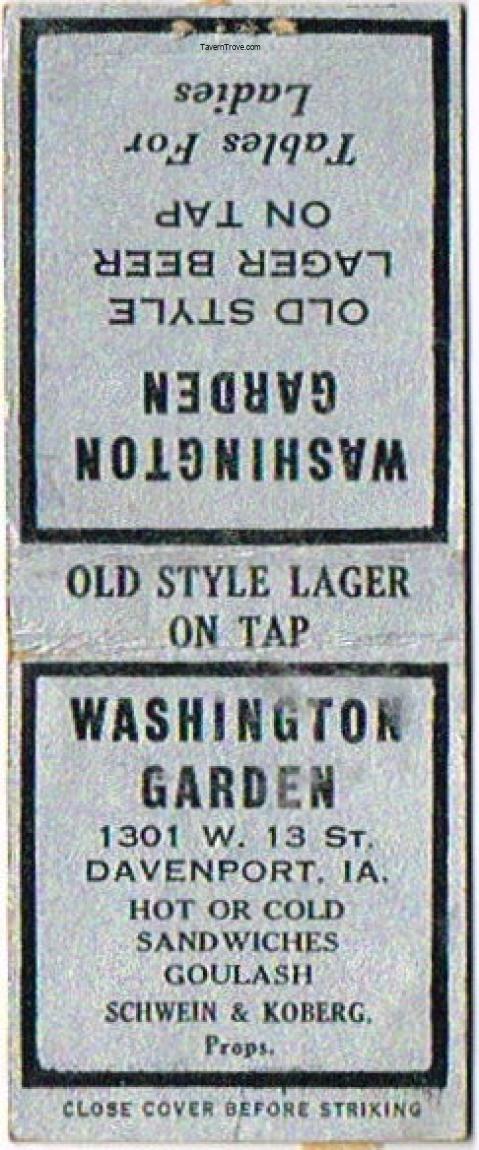 TavernTrove.com
WASHINGTON
GARDEN
OLD STYLE
LAGER BEER
ON TAP
Tables For
Ladies
OLD STYLE LAGER
ON TAP
WASHINGTON
GARDEN
1301 W. 13 ST.
DAVENPORT, IA.
HOT OR COLD
SANDWICHES
GOULASH
SCHWEIN & KOBERG,
Props.
CLOSE COVER BEFORE STRIKING